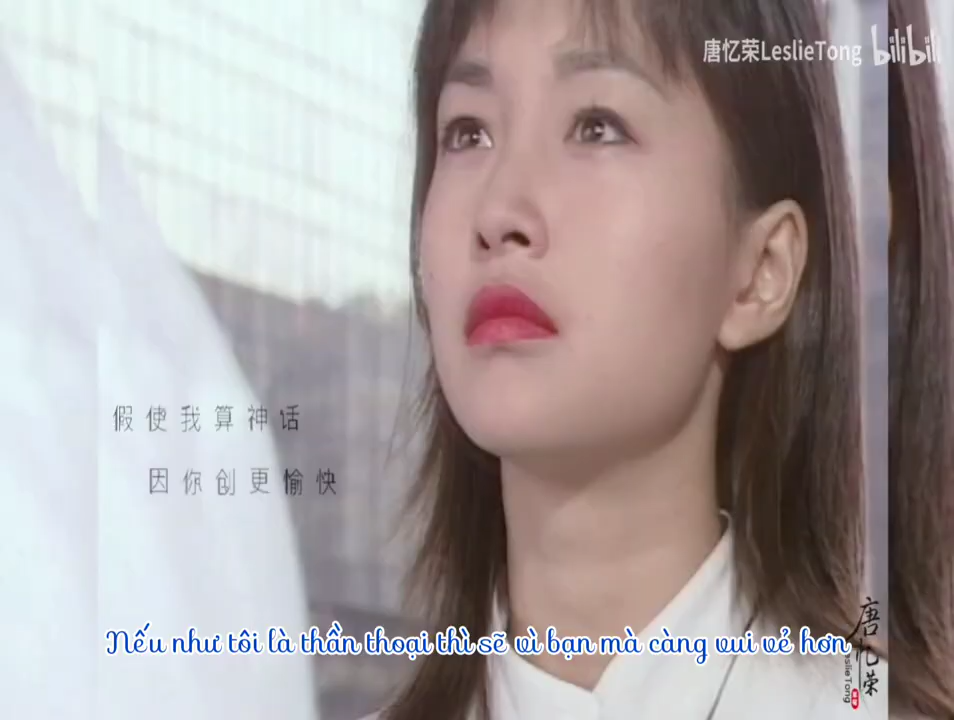 唐忆荣LeslieTong bilibili
假使我算神话
因你创更愉快
Nếu như tôi là thần thoại thì sẽ vì bạn mà càng vui vẻ hơn
唐忆荣
Leslie Tong